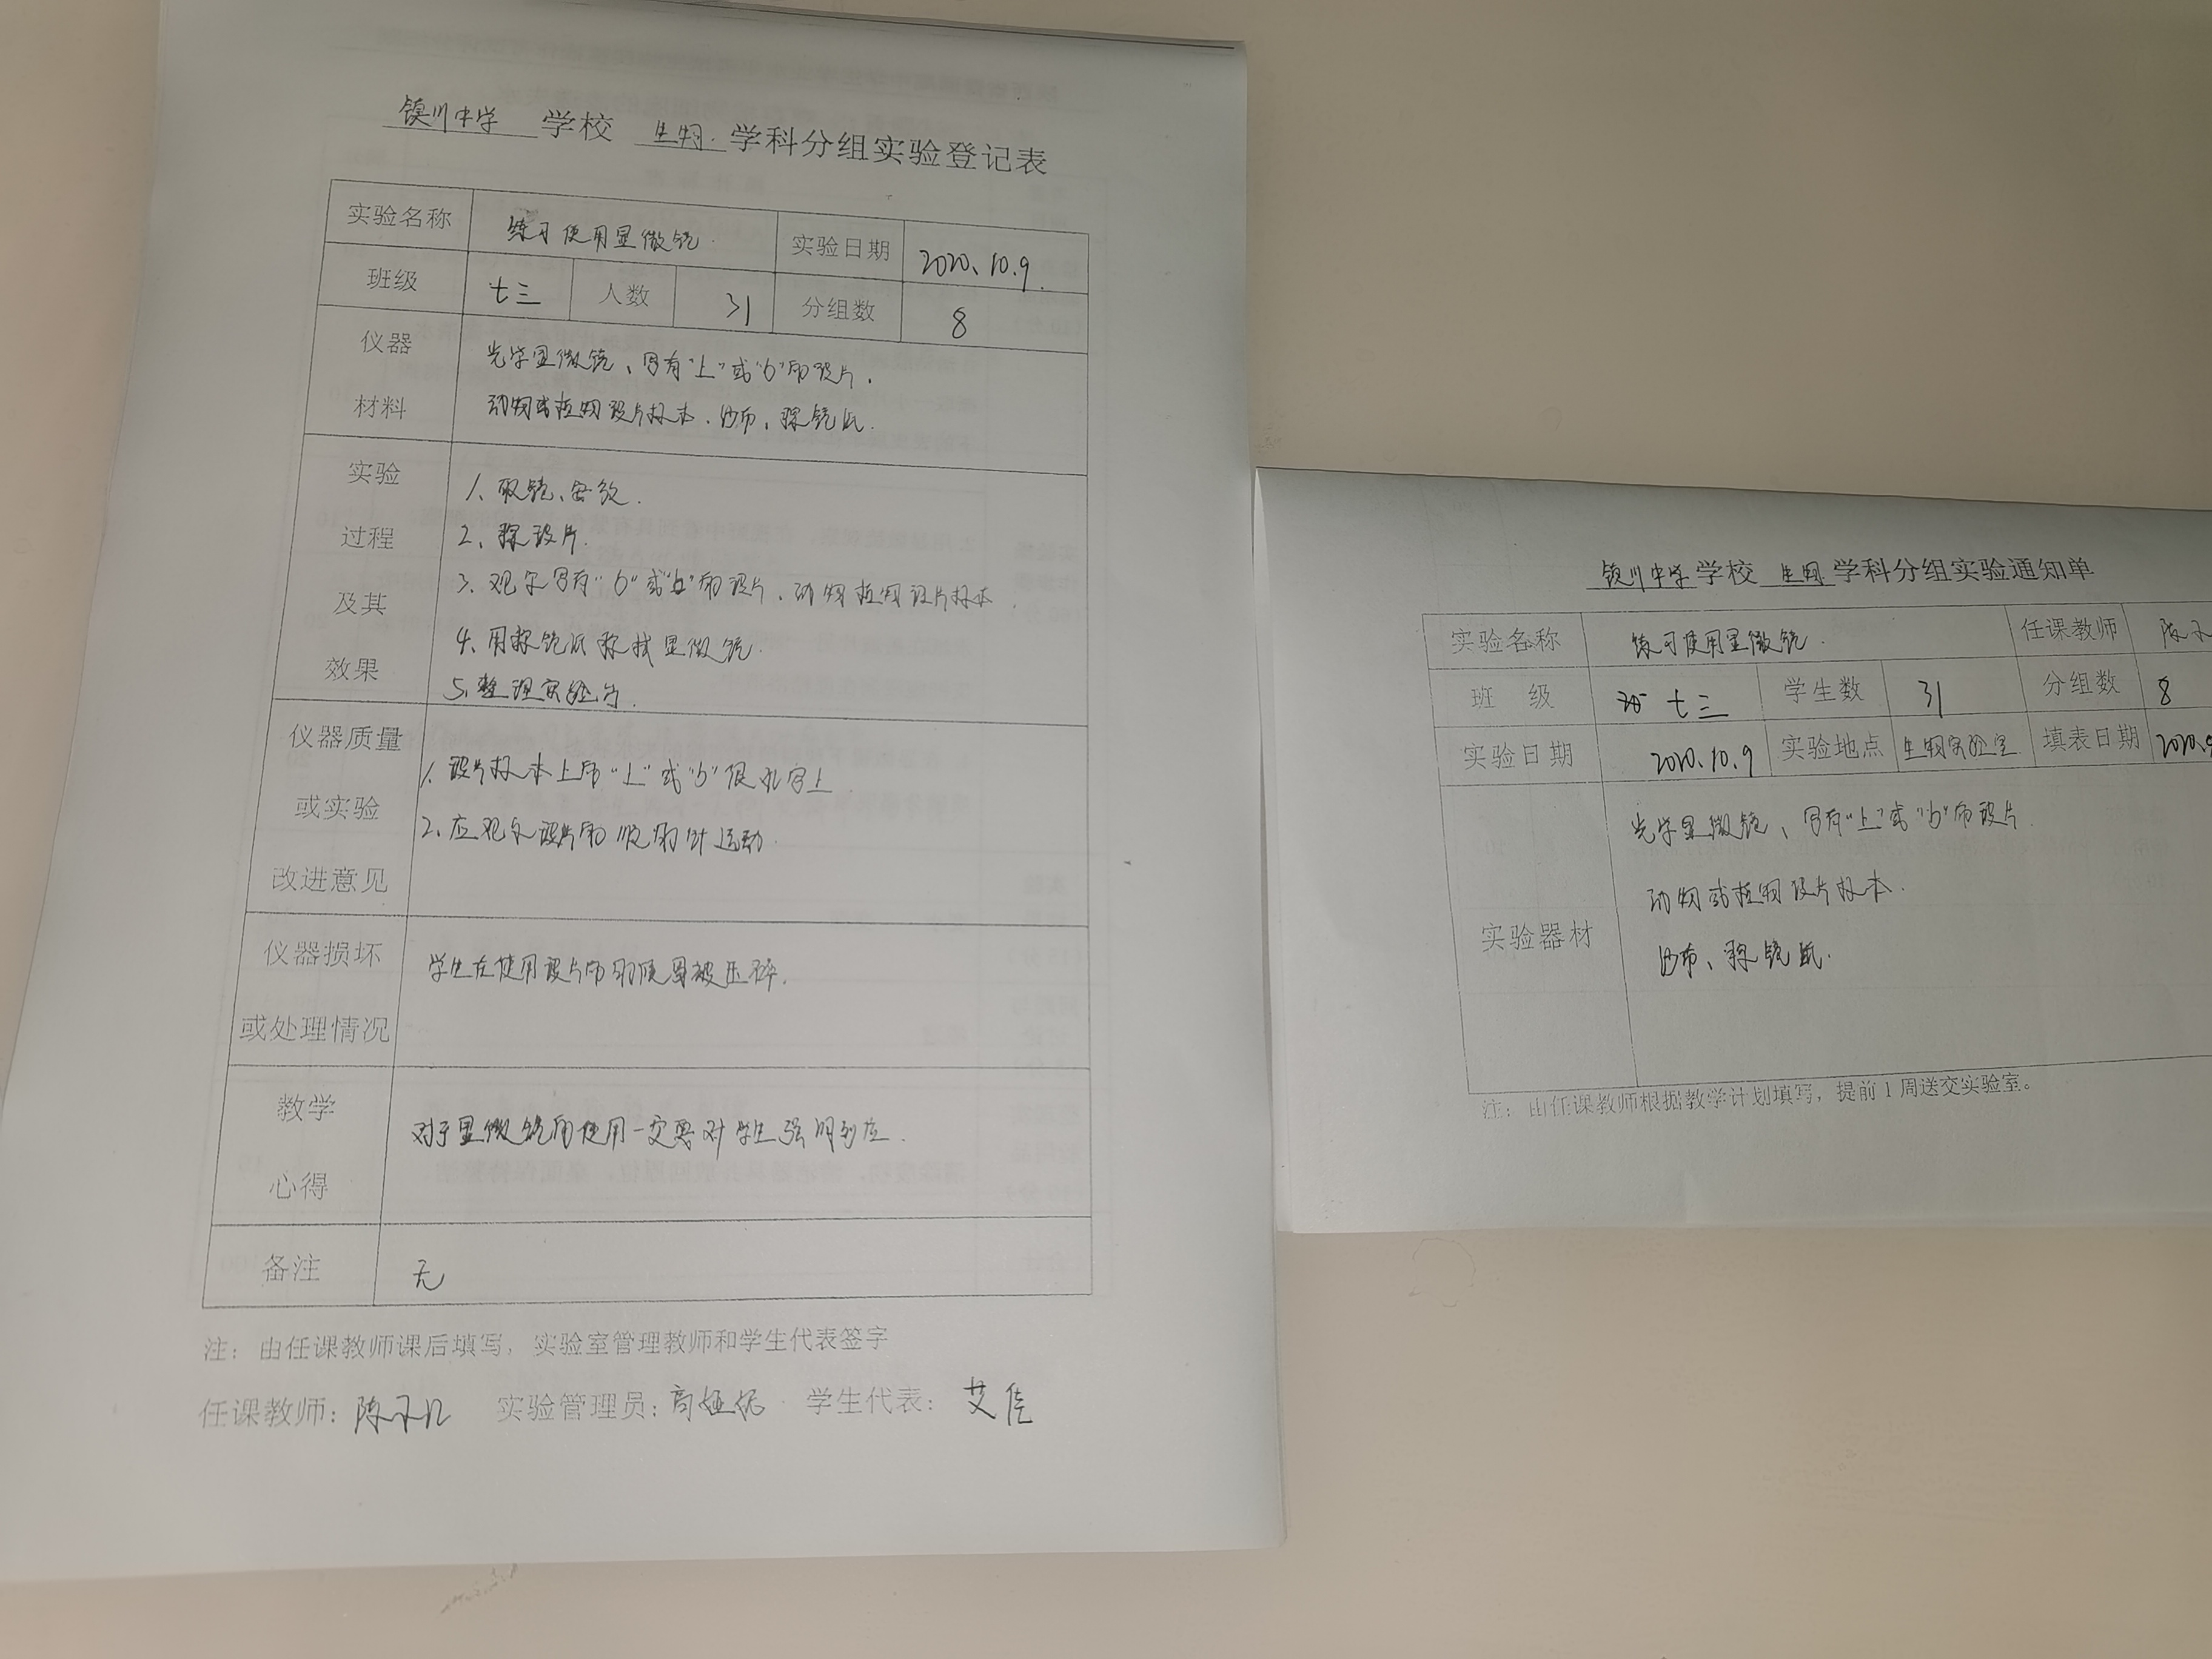 镇川中学 学校 生物 学科分组实验登记表
实验名称 练习使用显微镜 实验日期 2020.10.9.
班级 七三 人数 31 分组数 8
仪器材料 光学显微镜、写有“上”或“b”的玻片.
动物或植物玻片标本、纱布、擦镜纸.
实验过程及其效果 1、取镜、安放.
2、擦玻片.
3、观察写有“b”或“上”的玻片、动物植物玻片标本.
4、用擦镜纸擦拭显微镜.
5、整理实验台.
仪器质量或实验改进意见 1、玻片标本上的“上”或“b”
2、应观察玻片的 运动.
仪器损坏或处理情况 学生在使用玻片的时候易被压碎.
教学心得 对于显微镜的使用一定要对学生强调到位.
备注 无
注：由任课教师课后填写，实验室管理教师和学生代表签字
任课教师: 陈 实验管理员: 高 学生代表: 艾佳
镇川中学 学校 生物 学科分组实验通知单
实验名称 练习使用显微镜. 任课教师 陈
班 级 七三 学生数 31 分组数 8
实验日期 2020.10.9 实验地点 生物实验室 填表日期 2020.
实验器材 光学显微镜、写有“上”或“b”的玻片
动物或植物玻片标本.
纱布、擦镜纸.
注：由任课教师根据教学计划填写，提前1周送交实验室。